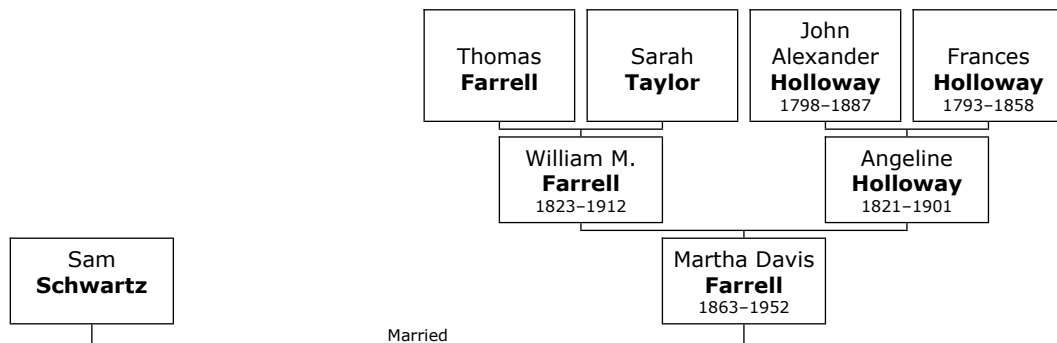 Thomas
Farrell
Sarah
Taylor
John
Alexander
Holloway
1798–1887
Frances
Holloway
1793–1858
William M.
Farrell
1823–1912
Angeline
Holloway
1821–1901
Sam
Schwartz
Martha Davis
Farrell
1863–1952
Married